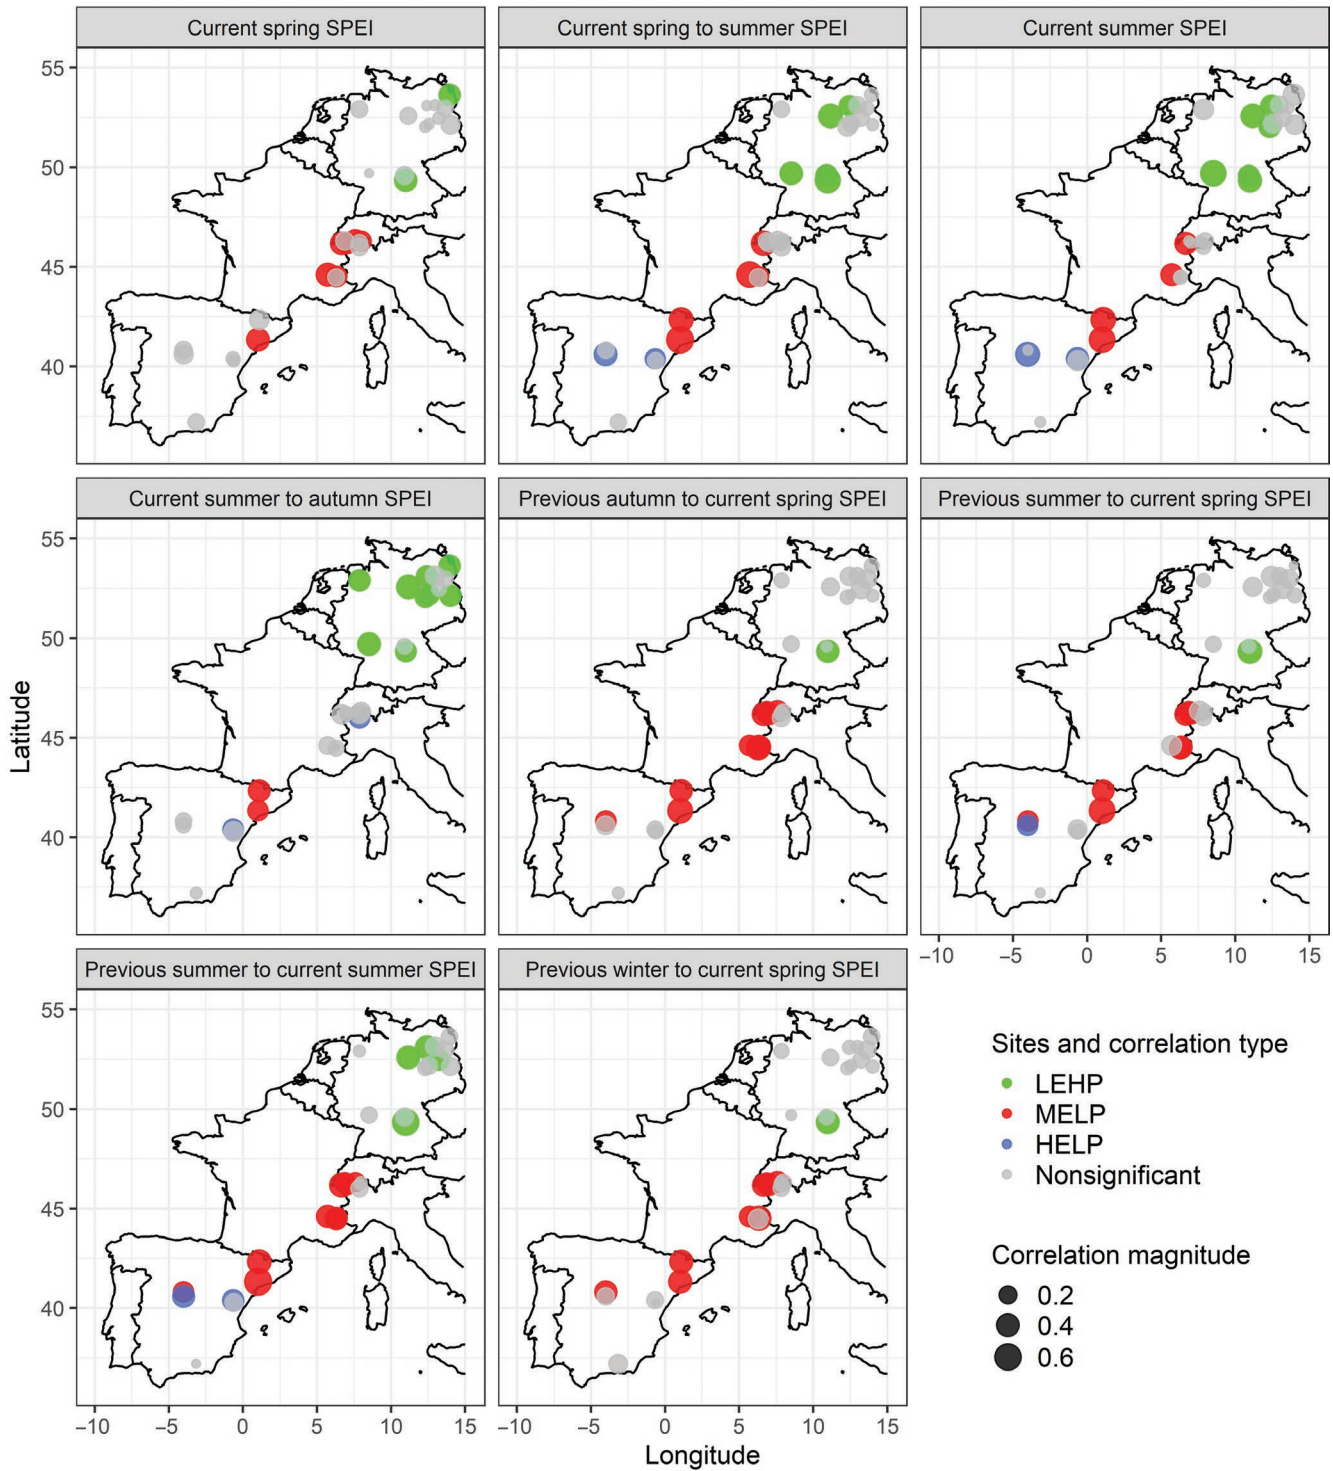 Current spring SPEI
Current spring to summer SPEI
Current summer SPEI
55
50
45
40
Current summer to autumn SPEI
Previous autumn to current spring SPEI
Previous summer to current spring SPEI
55
50
45
40
−10 −5 0 5 10 15
Previous summer to current summer SPEI
Previous winter to current spring SPEI
55
50
45
40
−10 −5 0 5 10 15
−10 −5 0 5 10 15
Latitude
Longitude
Sites and correlation type
LEHP
MELP
HELP
Nonsignificant
Correlation magnitude
0.2
0.4
0.6